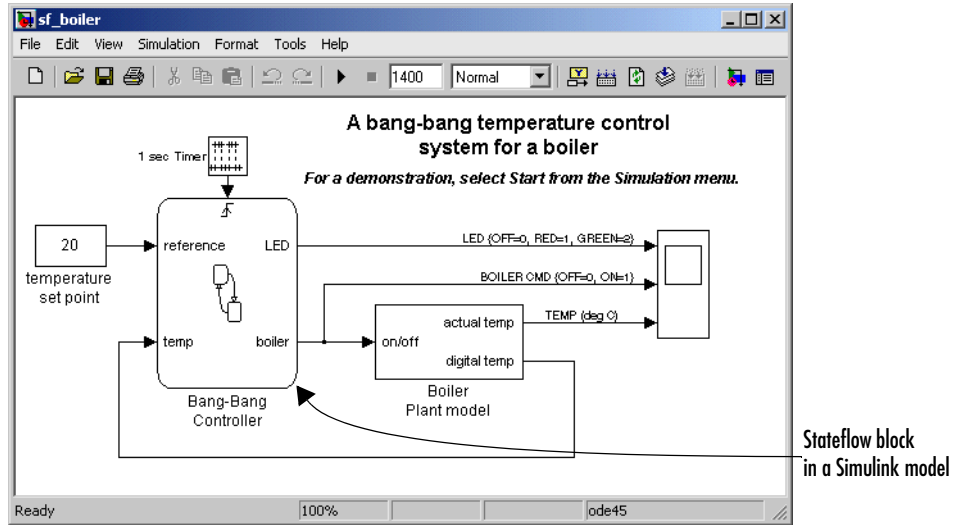 sf_boiler
File Edit View Simulation Format Tools Help
1400 Normal
A bang-bang temperature control
system for a boiler
For a demonstration, select Start from the Simulation menu.
1 sec Timer
20
temperature
set point
reference LED
temp boiler
Bang-Bang
Controller
LED {OFF=0, RED=1, GREEN=2}
BOILER CMD {OFF=0, ON=1}
TEMP (deg C)
actual temp
on/off
digital temp
Boiler
Plant model
Stateflow block
in a Simulink model
Ready 100% ode45